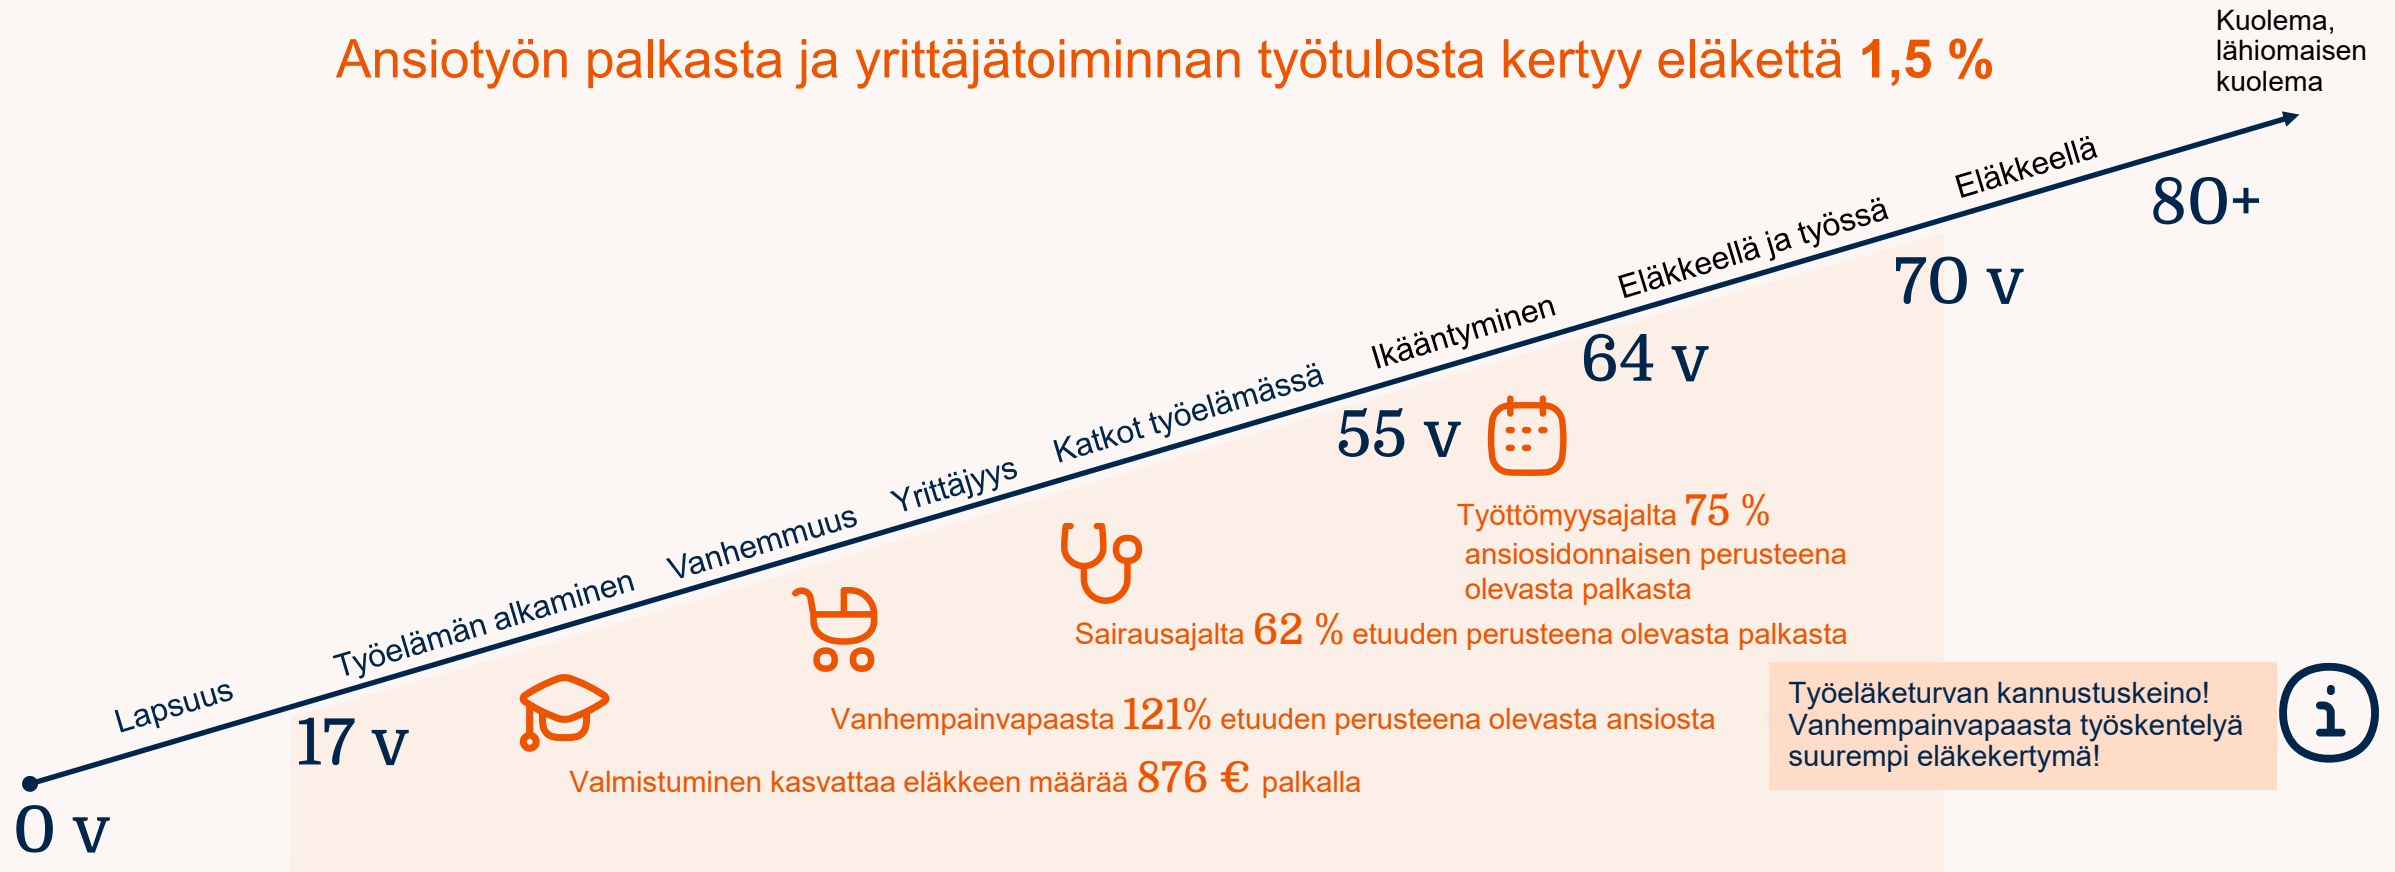 Ansiotyön palkasta ja yrittäjätoiminnan työtulosta kertyy eläkettä 1,5 %
Kuolema,
lähiomaisen
kuolema
Lapsuus
Työelämän alkaminen
Vanhemmuus
Yrittäjyys
Katkot työelämässä
Ikääntyminen
Eläkkeellä ja työssä
Eläkkeellä
0 v
17 v
55 v
64 v
70 v
80+
Työttömyysajalta 75 %
ansiosidonnaisen perusteena
olevasta palkasta
Sairausajalta 62 % etuuden perusteena olevasta palkasta
Vanhempainvapaasta 121% etuuden perusteena olevasta ansiosta
Valmistuminen kasvattaa eläkkeen määrää 876 € palkalla
Työeläketurvan kannustuskeino!
Vanhempainvapaasta työskentelyä
suurempi eläkekertymä!
i